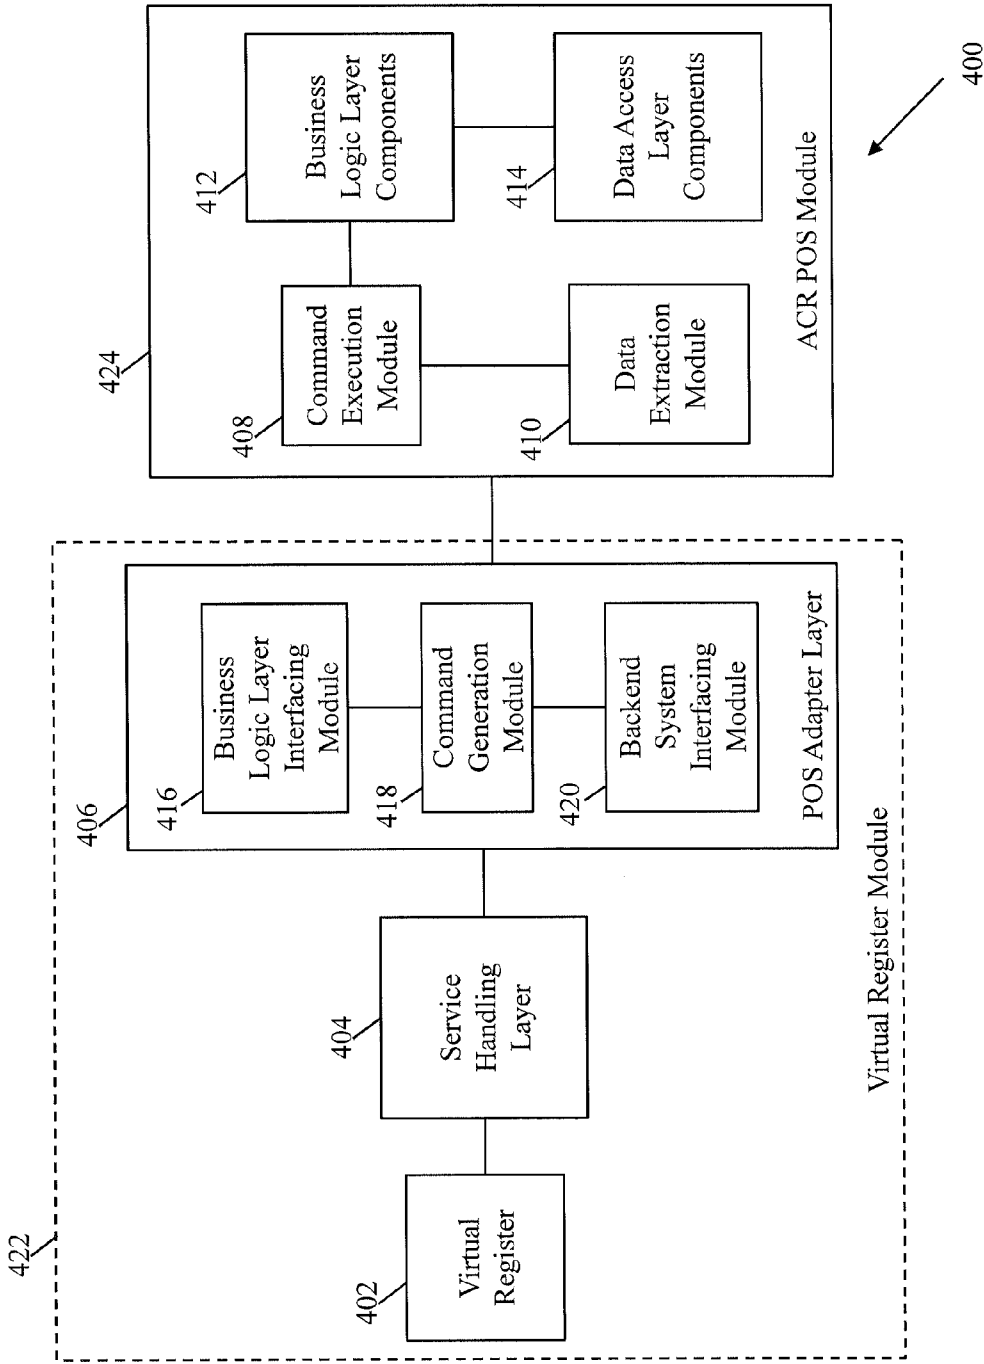 422
402
Virtual
Register
404
Service
Handling
Layer
406
416
Business
Logic Layer
Interfacing
Module
418
Command
Generation
Module
420
Backend
System
Interfacing
Module
POS Adapter Layer
Virtual Register Module
424
408
Command
Execution
Module
410
Data
Extraction
Module
412
Business
Logic Layer
Components
414
Data Access
Layer
Components
ACR POS Module
400